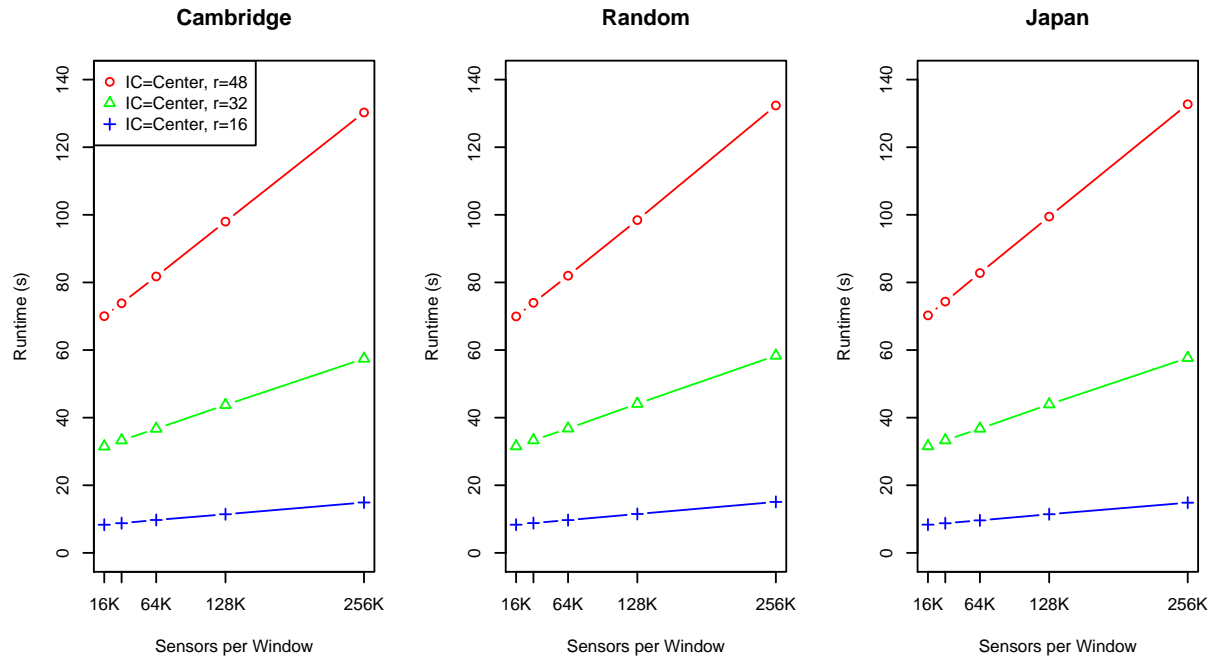 Cambridge
Runtime (s)
140
120
100
80
60
40
20
0
IC=Center, r=48
IC=Center, r=32
IC=Center, r=16
16K 64K 128K 256K
Sensors per Window
Random
Runtime (s)
140
120
100
80
60
40
20
0
16K 64K 128K 256K
Sensors per Window
Japan
Runtime (s)
140
120
100
80
60
40
20
0
16K 64K 128K 256K
Sensors per Window